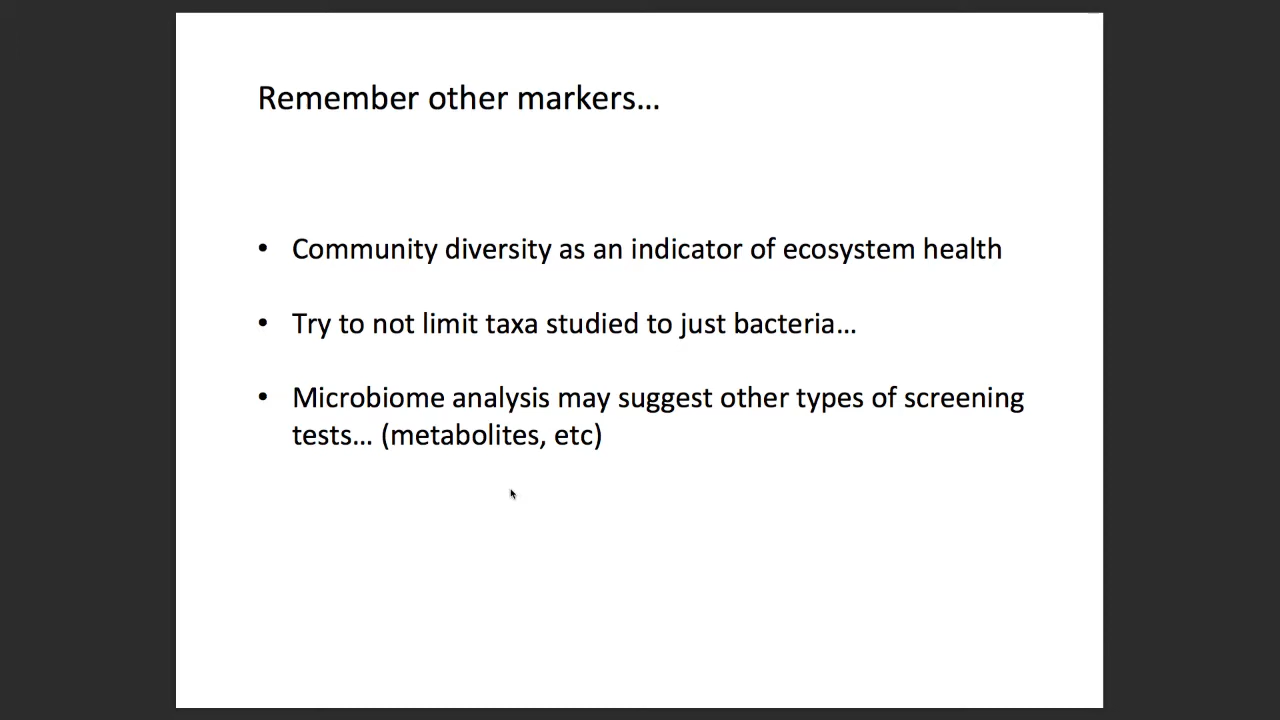 Remember other markers…
• Community diversity as an indicator of ecosystem health
• Try to not limit taxa studied to just bacteria…
• Microbiome analysis may suggest other types of screening
tests… (metabolites, etc)